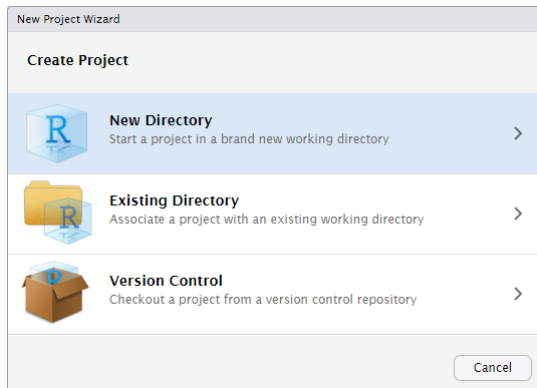 New Project Wizard
Create Project
R
New Directory
Start a project in a brand new working directory
R
Existing Directory
Associate a project with an existing working directory
R
Version Control
Checkout a project from a version control repository
Cancel